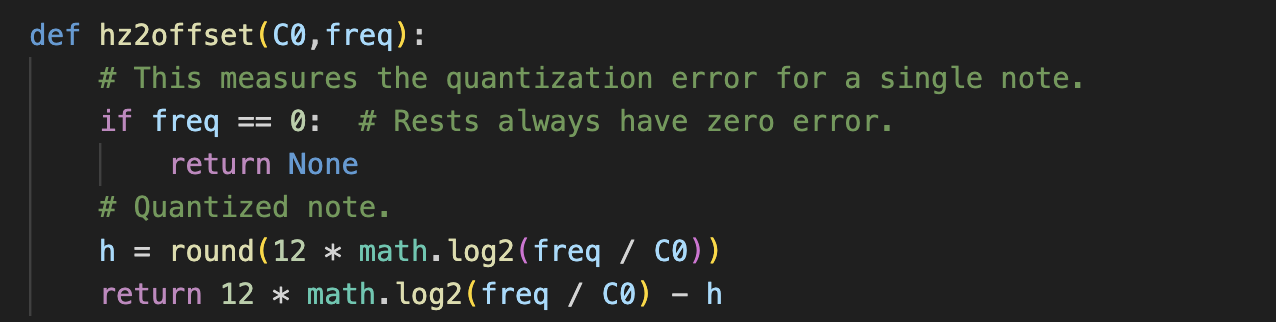 def hz2offset(C0,freq):
    # This measures the quantization error for a single note.
    if freq == 0:  # Rests always have zero error.
        return None
    # Quantized note.
    h = round(12 * math.log2(freq / C0))
    return 12 * math.log2(freq / C0) - h